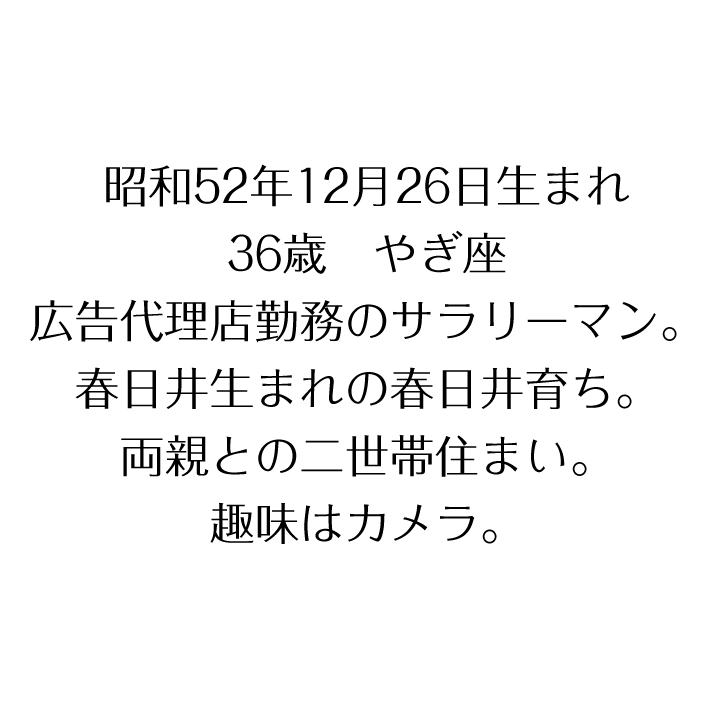 昭和52年12月26日生まれ
36歳　やぎ座
広告代理店勤務のサラリーマン。
春日井生まれの春日井育ち。
両親との二世帯住まい。
趣味はカメラ。